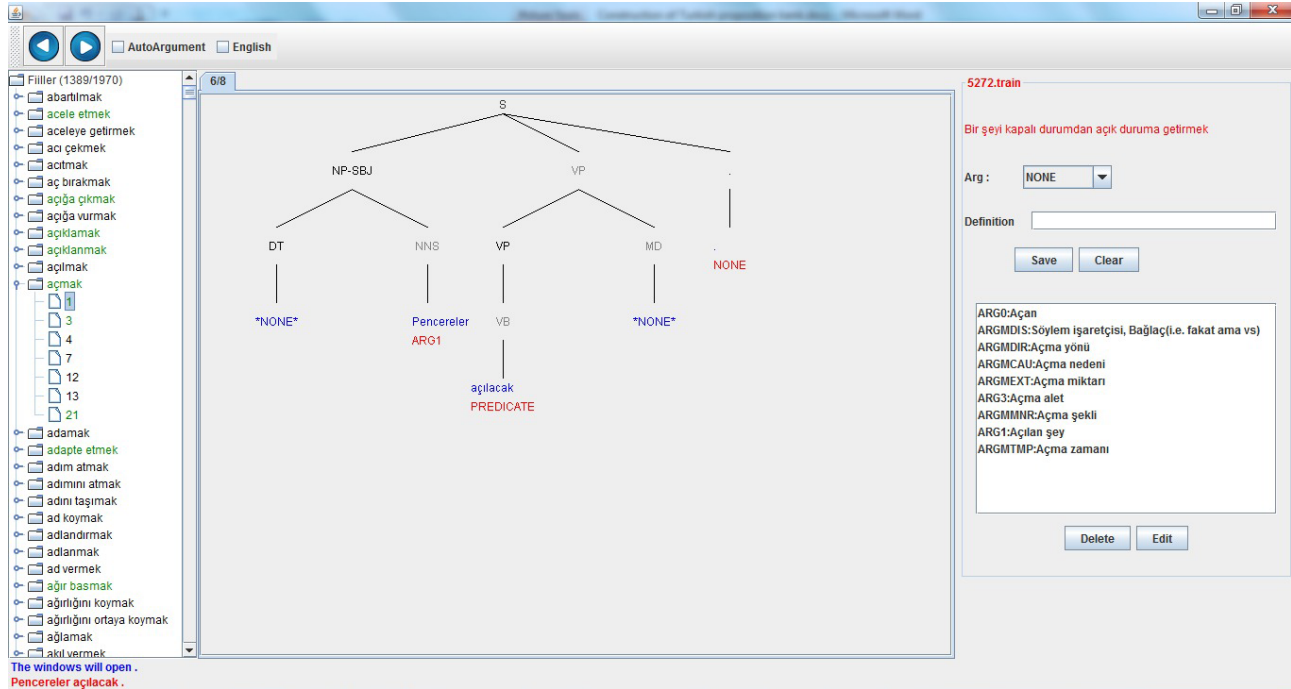 AutoArgument English
Fiiller (1389/1970)
abartılmak
acele etmek
aceleye getirmek
acı çekmek
acıtmak
aç bırakmak
açığa çıkmak
açığa vurmak
açıklamak
açıklanmak
açılmak
açmak
1
3
4
7
12
13
21
adamak
adapte etmek
adım atmak
adımını atmak
adını taşımak
ad koymak
adlandırmak
adlanmak
ad vermek
ağır basmak
ağırlığını koymak
ağırlığını ortaya koymak
ağlamak
akıl vermek
6/8
S
NP-SBJ VP .
DT NNS VP MD .
NONE
*NONE* Pencereler VB *NONE*
ARG1
açılacak
PREDICATE
5272.train
Bir şeyi kapalı durumdan açık duruma getirmek
Arg : NONE
Definition
Save Clear
ARG0:Açan
ARGMDIS:Söylem işaretçisi, Bağlaç(i.e. fakat ama vs)
ARGMDIR:Açma yönü
ARGMCAU:Açma nedeni
ARGMEXT:Açma miktarı
ARG3:Açma alet
ARGMMNR:Açma şekli
ARG1:Açılan şey
ARGMTMP:Açma zamanı
Delete Edit
The windows will open .
Pencereler açılacak .